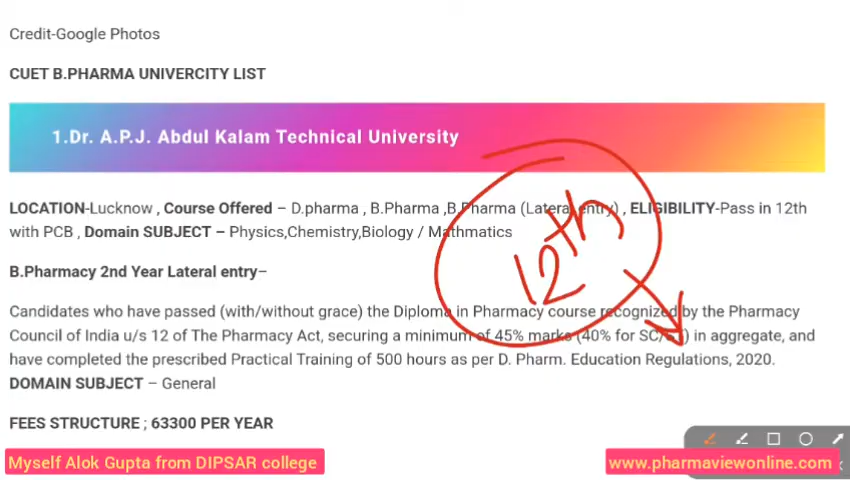 Credit-Google Photos
CUET B.PHARMA UNIVERCITY LIST
1.Dr. A.P.J. Abdul Kalam Technical University
LOCATION-Lucknow , Course Offered – D.pharma , B.Pharma ,B.Pharma (Lateral entry) , ELIGIBILITY-Pass in 12th
with PCB , Domain SUBJECT – Physics,Chemistry,Biology / Mathmatics
12th
B.Pharmacy 2nd Year Lateral entry–
Candidates who have passed (with/without grace) the Diploma in Pharmacy course recognized by the Pharmacy
Council of India u/s 12 of The Pharmacy Act, securing a minimum of 45% marks (40% for SC/ST) in aggregate, and
have completed the prescribed Practical Training of 500 hours as per D. Pharm. Education Regulations, 2020.
DOMAIN SUBJECT – General
FEES STRUCTURE ; 63300 PER YEAR
Myself Alok Gupta from DIPSAR college
www.pharmaviewonline.com